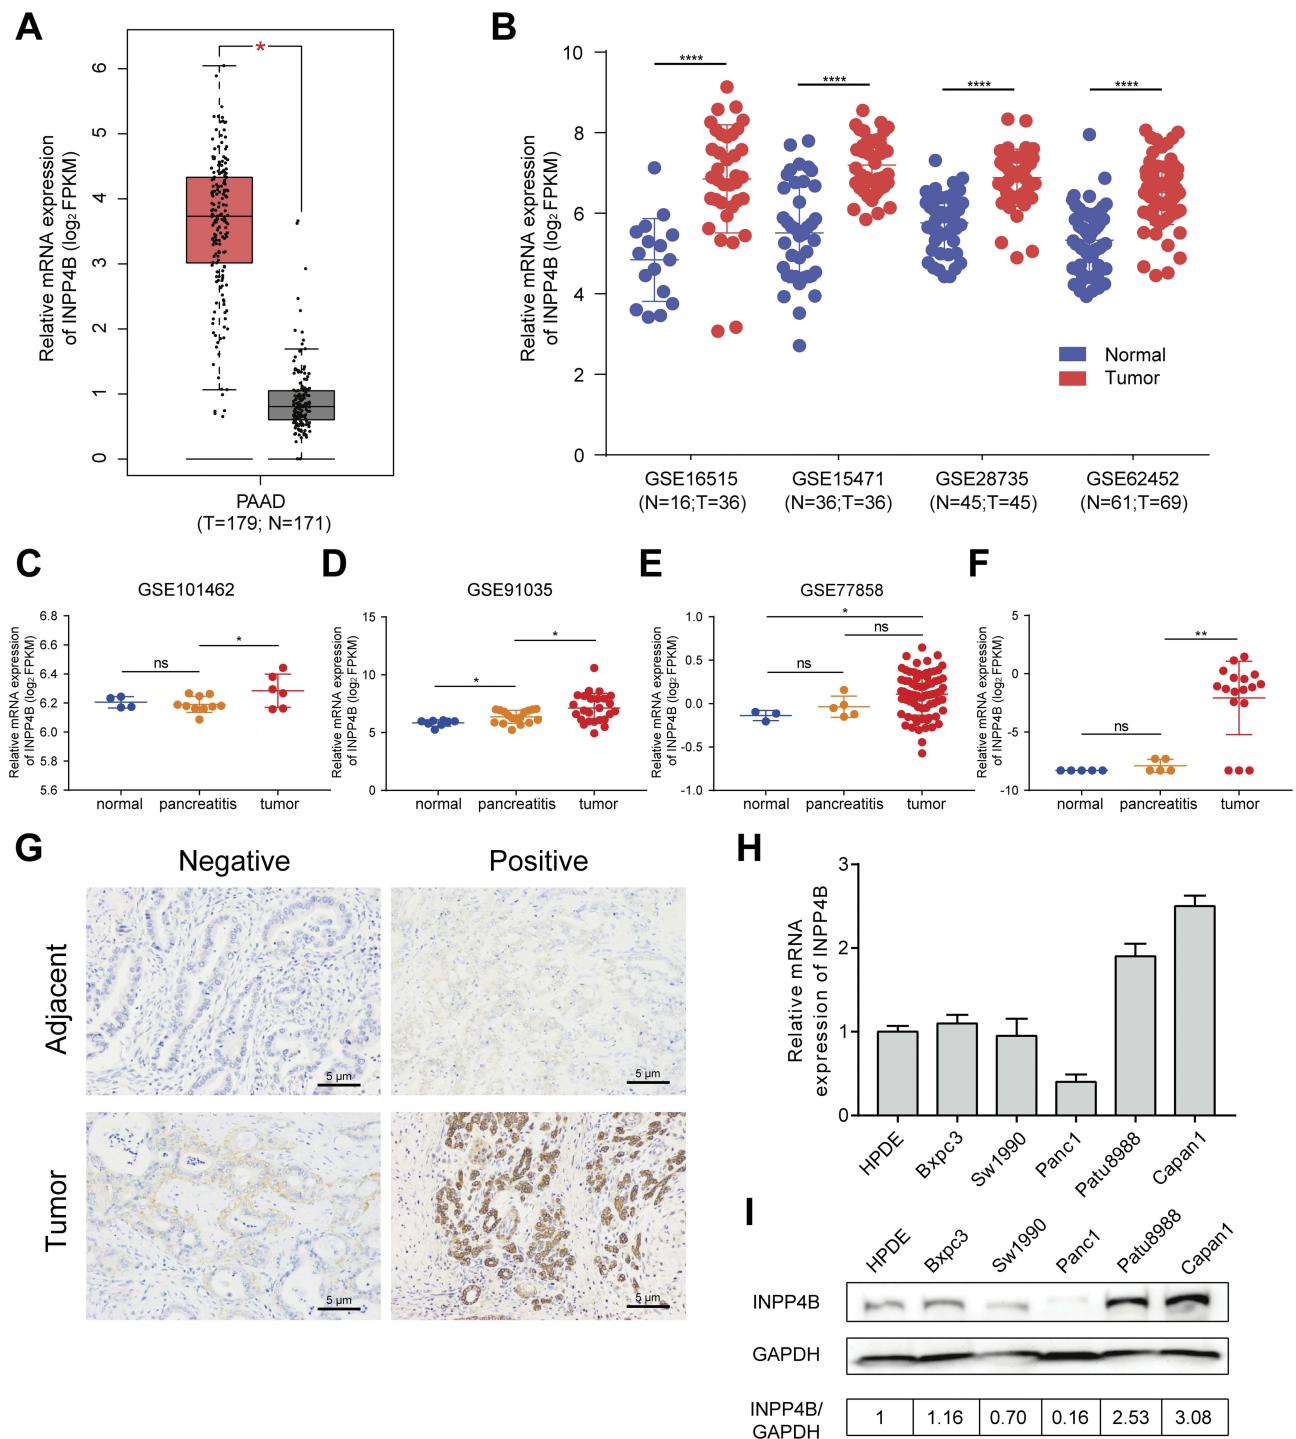 A
Relative mRNA expression
of INPP4B (log₂ FPKM)
6
5
4
3
2
1
0
*
PAAD
(T=179; N=171)
B
Relative mRNA expression
of INPP4B (log₂ FPKM)
10
8
6
4
2
0
****
****
****
****
Normal
Tumor
GSE16515
(N=16;T=36)
GSE15471
(N=36;T=36)
GSE28735
(N=45;T=45)
GSE62452
(N=61;T=69)
C
GSE101462
Relative mRNA expression
of INPP4B (log₂ FPKM)
6.8
6.6
6.4
6.2
6.0
5.8
5.6
ns
*
normal
pancreatitis
tumor
D
GSE91035
Relative mRNA expression
of INPP4B (log₂ FPKM)
15
10
5
0
*
*
normal
pancreatitis
tumor
E
GSE77858
Relative mRNA expression
of INPP4B (log₂ FPKM)
1.0
0.5
0.0
-0.5
-1.0
*
ns
ns
normal
pancreatitis
tumor
F
Relative mRNA expression
of INPP4B (log₂ FPKM)
5
0
-5
-10
**
ns
normal
pancreatitis
tumor
G
Negative
Positive
Adjacent
5 μm
5 μm
Tumor
5 μm
5 μm
H
Relative mRNA
expression of INPP4B
3
2
1
0
HPDE
Bxpc3
Sw1990
Panc1
Patu8988
Capan1
I
HPDE
Bxpc3
Sw1990
Panc1
Patu8988
Capan1
INPP4B
GAPDH
INPP4B/
GAPDH
1 1.16 0.70 0.16 2.53 3.08